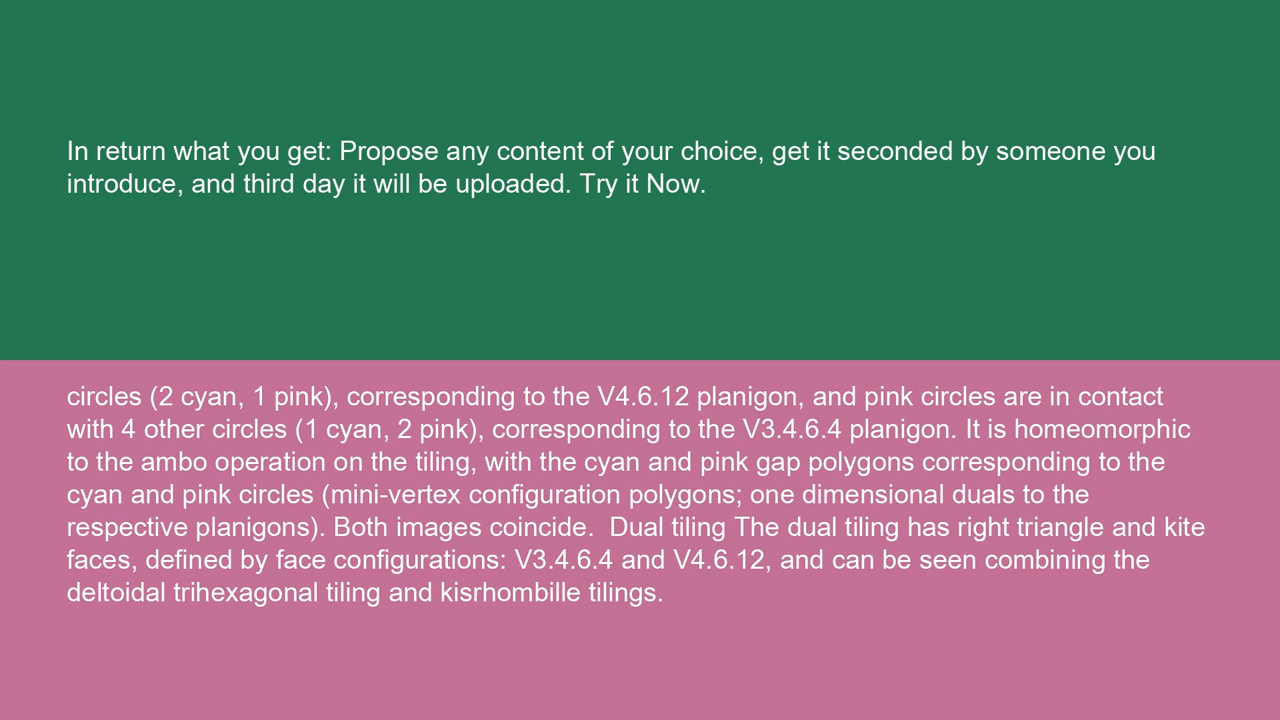 In return what you get: Propose any content of your choice, get it seconded by someone you
introduce, and third day it will be uploaded. Try it Now.
circles (2 cyan, 1 pink), corresponding to the V4.6.12 planigon, and pink circles are in contact
with 4 other circles (1 cyan, 2 pink), corresponding to the V3.4.6.4 planigon. It is homeomorphic
to the ambo operation on the tiling, with the cyan and pink gap polygons corresponding to the
cyan and pink circles (mini-vertex configuration polygons; one dimensional duals to the
respective planigons). Both images coincide.  Dual tiling The dual tiling has right triangle and kite
faces, defined by face configurations: V3.4.6.4 and V4.6.12, and can be seen combining the
deltoidal trihexagonal tiling and kisrhombille tilings.